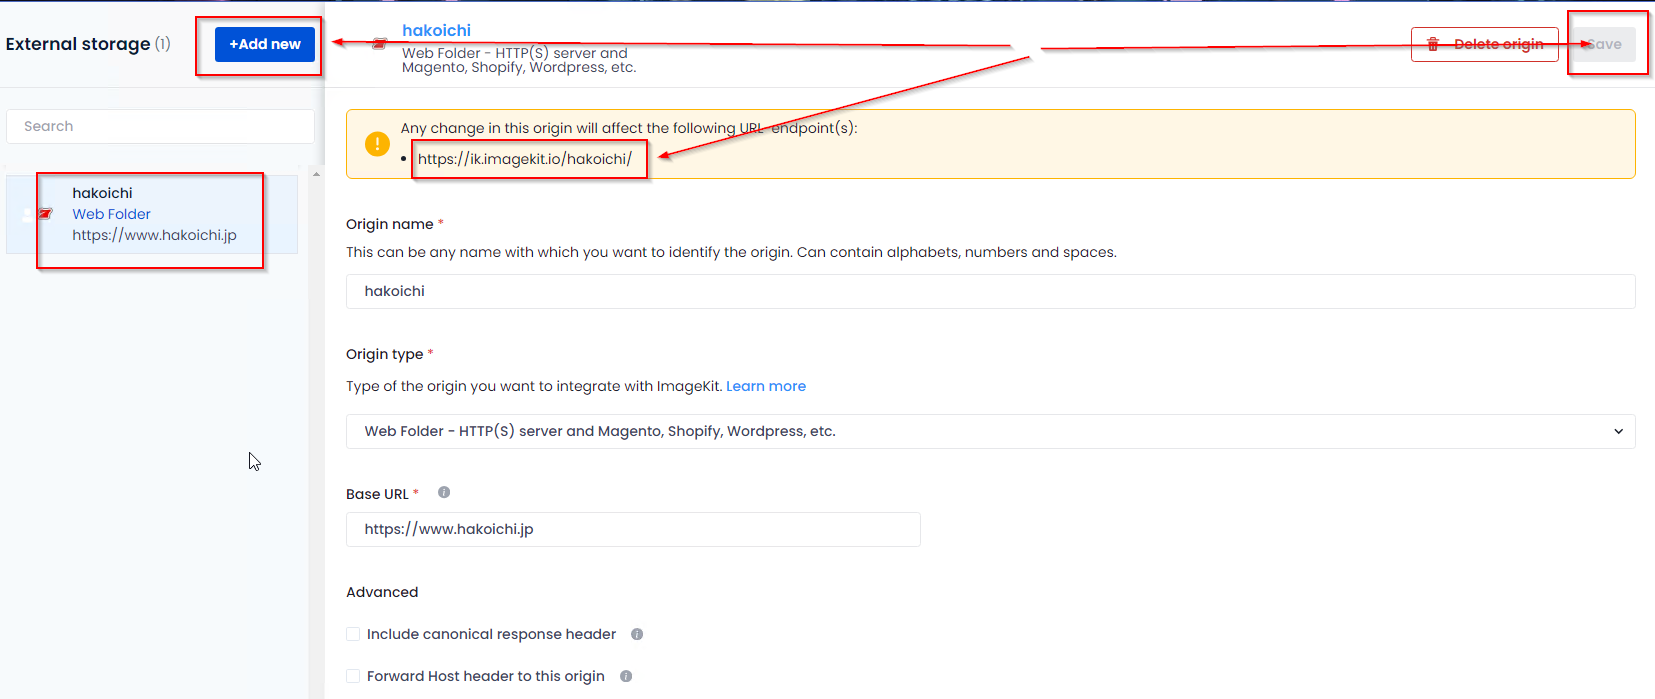 External storage (1)
+Add new
Search
hakoichi
Web Folder
https://www.hakoichi.jp
hakoichi
Web Folder - HTTP(S) server and
Magento, Shopify, Wordpress, etc.
Delete origin
Save
Any change in this origin will affect the following URL-endpoint(s):
• https://ik.imagekit.io/hakoichi/
Origin name *
This can be any name with which you want to identify the origin. Can contain alphabets, numbers and spaces.
hakoichi
Origin type *
Type of the origin you want to integrate with ImageKit. Learn more
Web Folder - HTTP(S) server and Magento, Shopify, Wordpress, etc.
Base URL *
https://www.hakoichi.jp
Advanced
Include canonical response header
Forward Host header to this origin